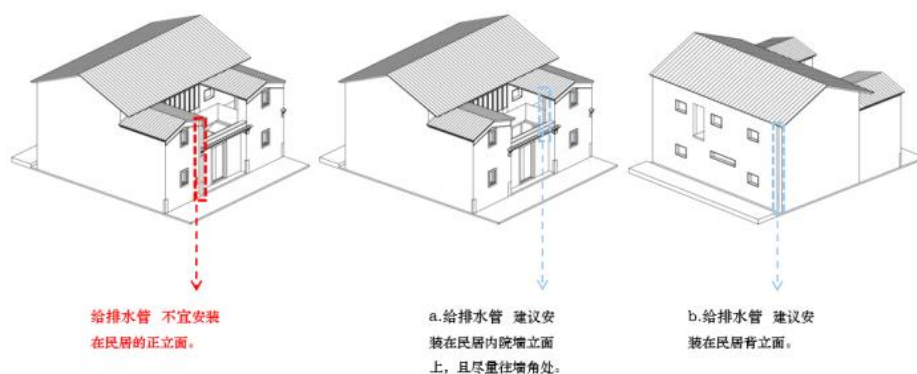 给排水管 不宜安装
在民居的正立面。
a.给排水管 建议安
装在民居内院墙立面
上，且尽量往墙角处。
b.给排水管 建议安
装在民居背立面。